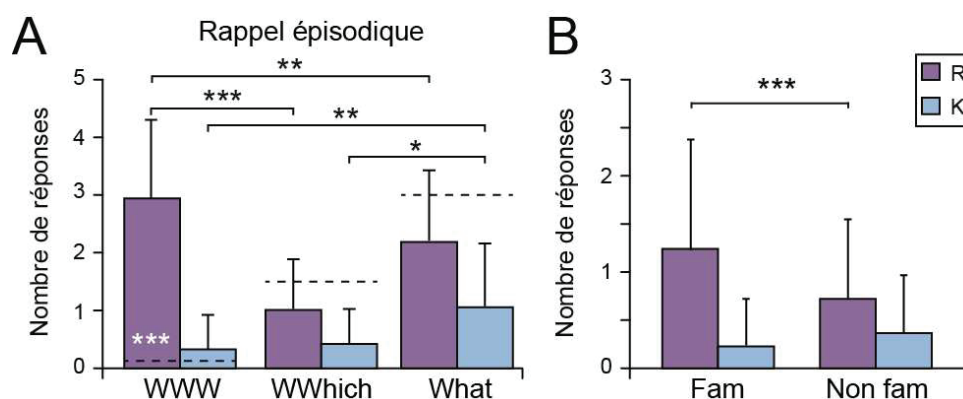 A
Rappel épisodique
Nombre de réponses
5
4
3
2
1
0
**
***
**
*
***
WWW
WWhich
What
B
Nombre de réponses
3
2
1
0
***
R
K
Fam
Non fam